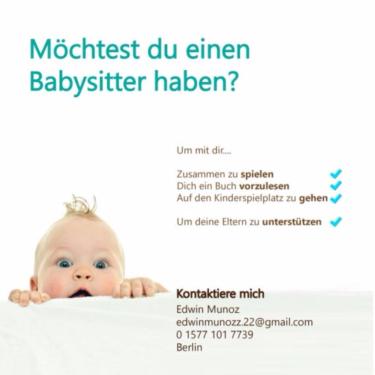 Möchtest du einen
Babysitter haben?
Um mit dir....
Zusammen zu spielen
Dich ein Buch vorzulesen
Auf den Kinderspielplatz zu gehen
Um deine Eltern zu unterstützen
Kontaktiere mich
Edwin Munoz
edwinmunozz.22@gmail.com
0 1577 101 7739
Berlin